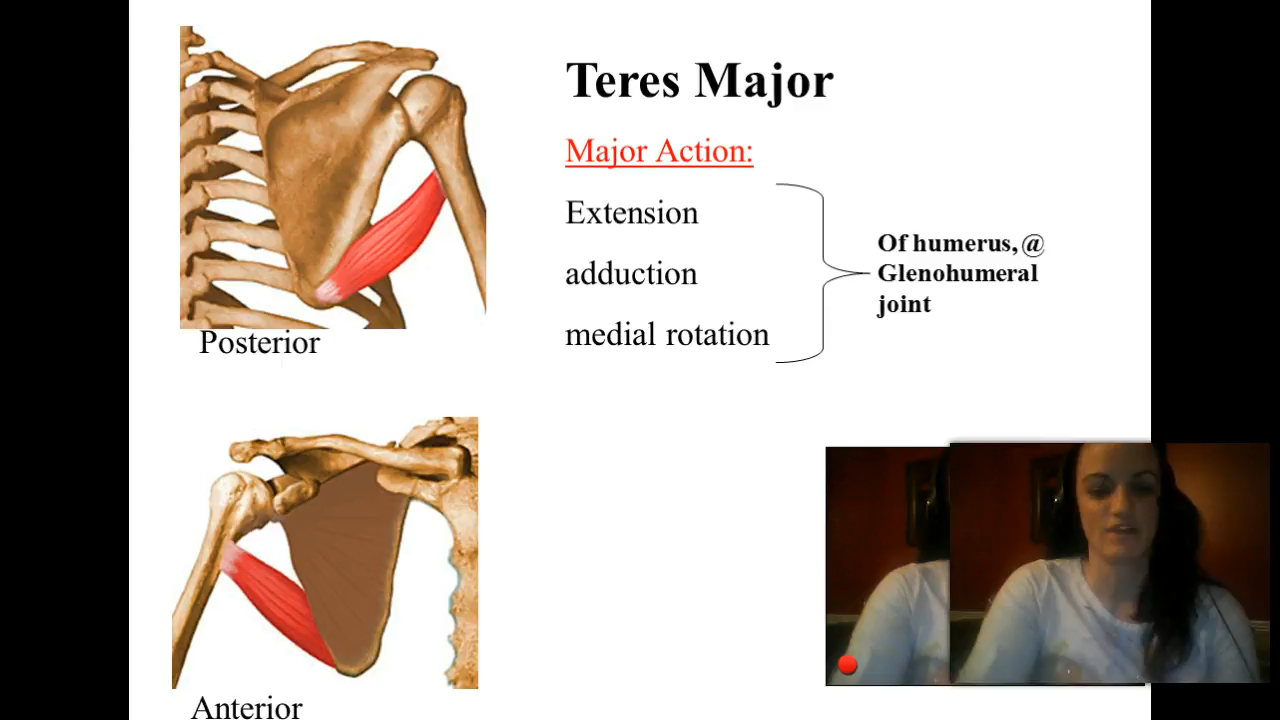 Teres Major
Major Action:
Extension
adduction
medial rotation
Of humerus, @
Glenohumeral
joint
Posterior
Anterior